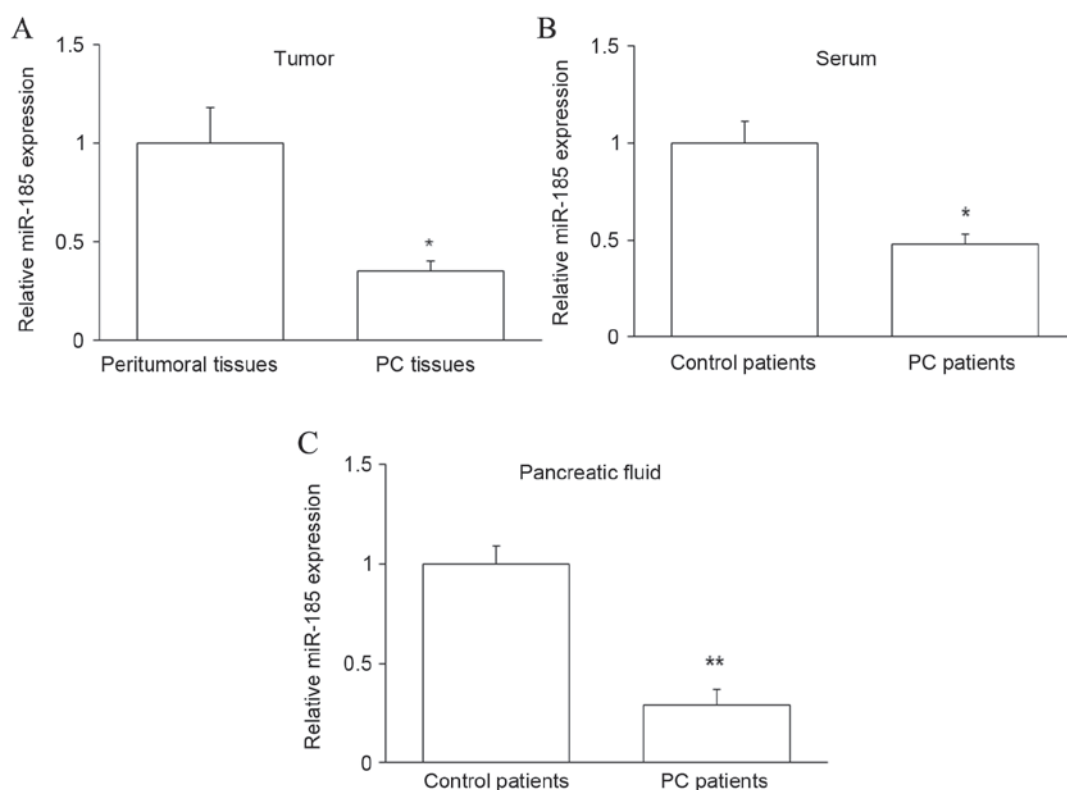 A
Tumor
Relative miR-185 expression
1.5
1
0.5
0
Peritumoral tissues
PC tissues
*
B
Serum
Relative miR-185 expression
1.5
1
0.5
0
Control patients
PC patients
*
C
Pancreatic fluid
Relative miR-185 expression
1.5
1
0.5
0
Control patients
PC patients
**